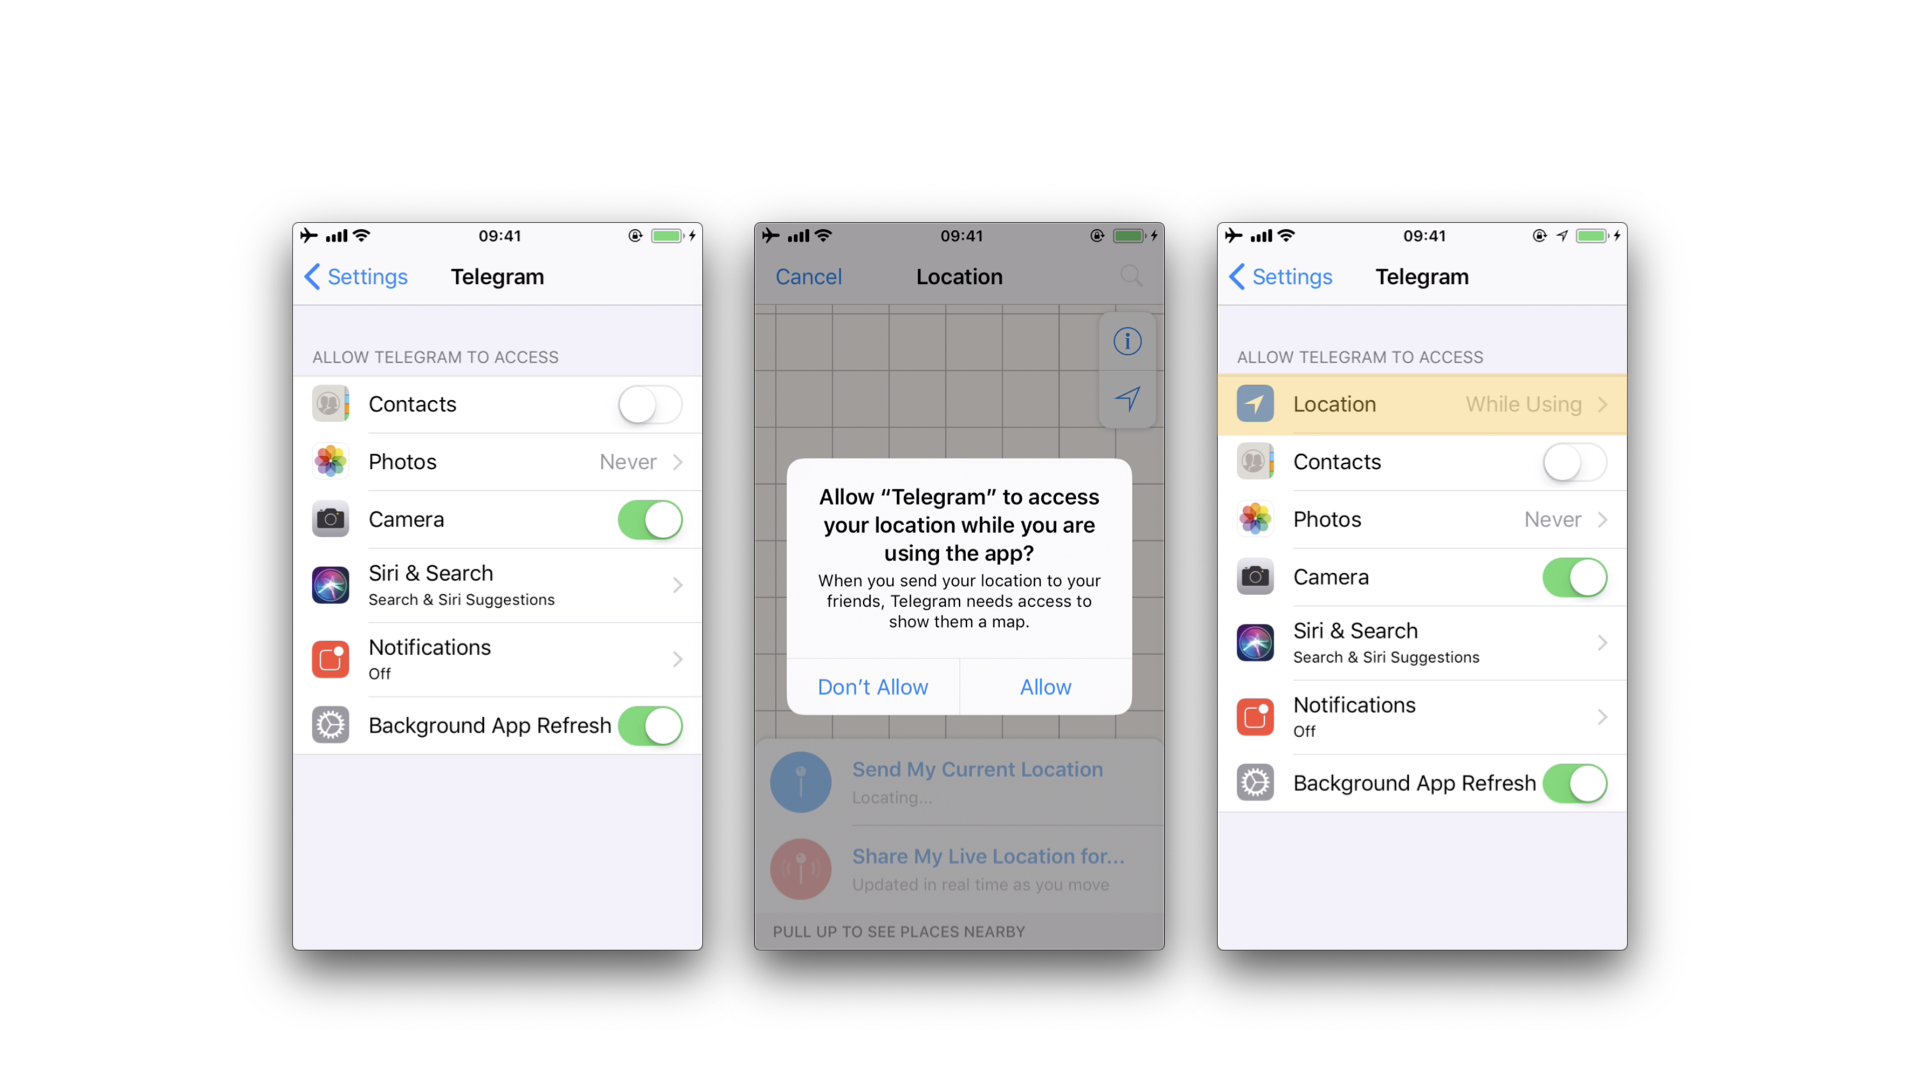 09:41
Settings
Telegram
ALLOW TELEGRAM TO ACCESS
Contacts
Photos
Never
Camera
Siri & Search
Search & Siri Suggestions
Notifications
Off
Background App Refresh
09:41
Cancel
Location
Allow “Telegram” to access
your location while you are
using the app?
When you send your location to your
friends, Telegram needs access to
show them a map.
Don’t Allow
Allow
Send My Current Location
Locating...
Share My Live Location for...
Updated in real time as you move
PULL UP TO SEE PLACES NEARBY
09:41
Settings
Telegram
ALLOW TELEGRAM TO ACCESS
Location
While Using
Contacts
Photos
Never
Camera
Siri & Search
Search & Siri Suggestions
Notifications
Off
Background App Refresh